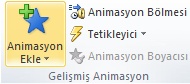 Animasyon Ekle
Animasyon Bölmesi
Tetikleyici
Animasyon Boyacısı
Gelişmiş Animasyon